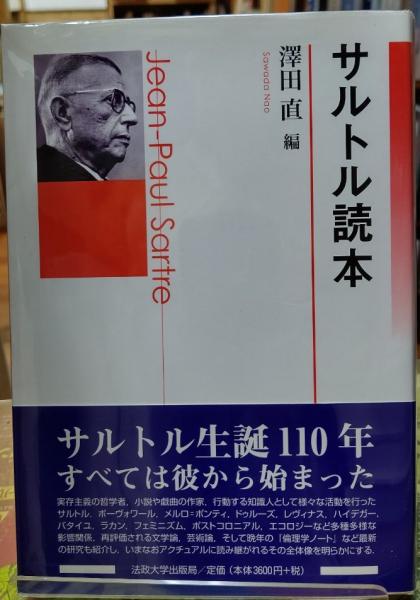 サルトル読本
澤田 直 編
Sawada Nao
Jean-Paul Sartre
サルトル生誕110年
すべては彼から始まった
実存主義の哲学者、小説や戯曲の作家、行動する知識人として様々な活動を行った
サルトル。ボーヴォワール、メルロ=ポンティ、ドゥルーズ、レヴィナス、ハイデガー、
バタイユ、ラカン、フェミニズム、ポストコロニアル、エコロジーなど多種多様な
影響関係、再評価される文学論、芸術論、そして晩年の「倫理学ノート」など最新
の研究も紹介し、いまなおアクチュアルに読み継がれるその全体像を明らかにする。
法政大学出版局/定価(本体3600円+税)